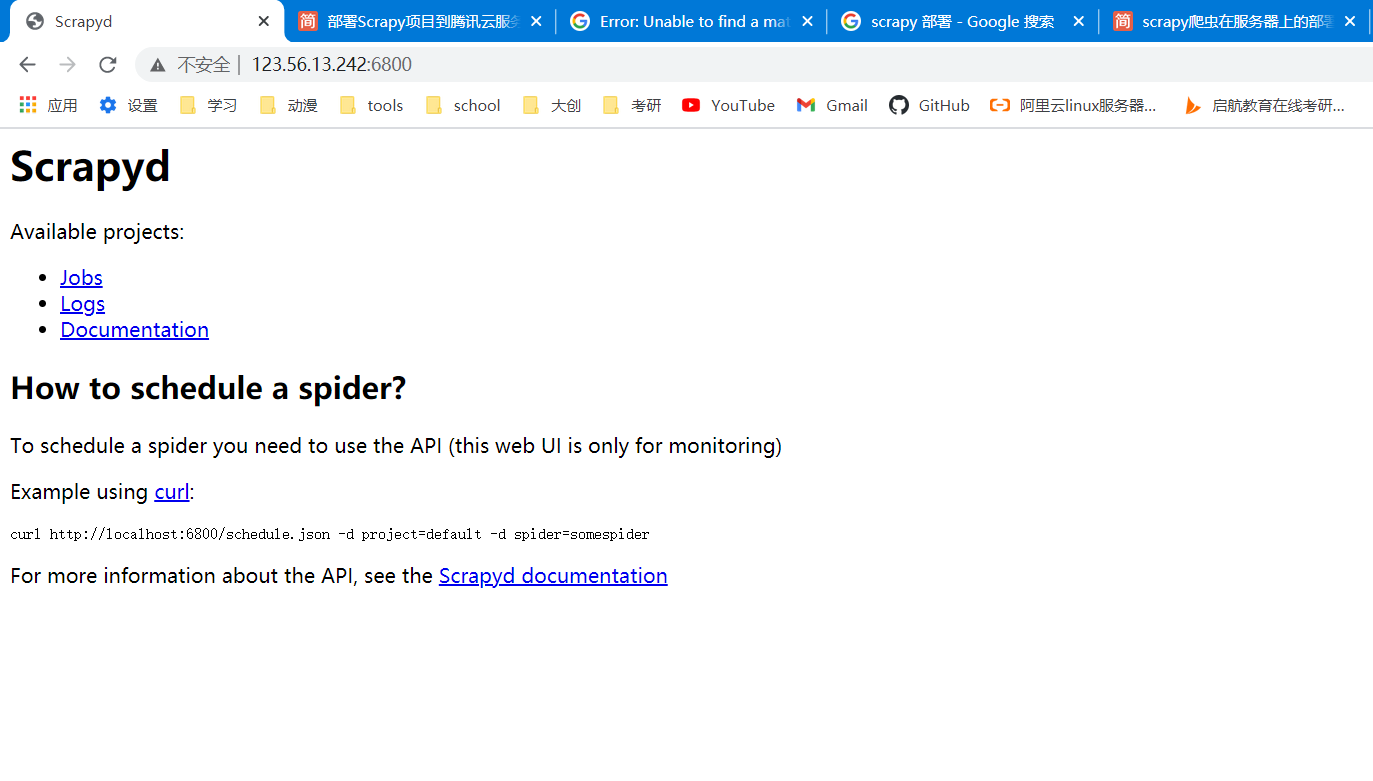 Scrapyd
部署Scrapy项目到腾讯云服务
Error: Unable to find a mat
scrapy 部署 - Google 搜索
scrapy爬虫在服务器上的部署
不安全 | 123.56.13.242:6800
应用 设置 学习 动漫 tools school 大创 考研 YouTube Gmail GitHub 阿里云linux服务器... 启航教育在线考研...
Scrapyd
Available projects:
Jobs
Logs
Documentation
How to schedule a spider?
To schedule a spider you need to use the API (this web UI is only for monitoring)
Example using curl:
curl http://localhost:6800/schedule.json -d project=default -d spider=somespider
For more information about the API, see the Scrapyd documentation